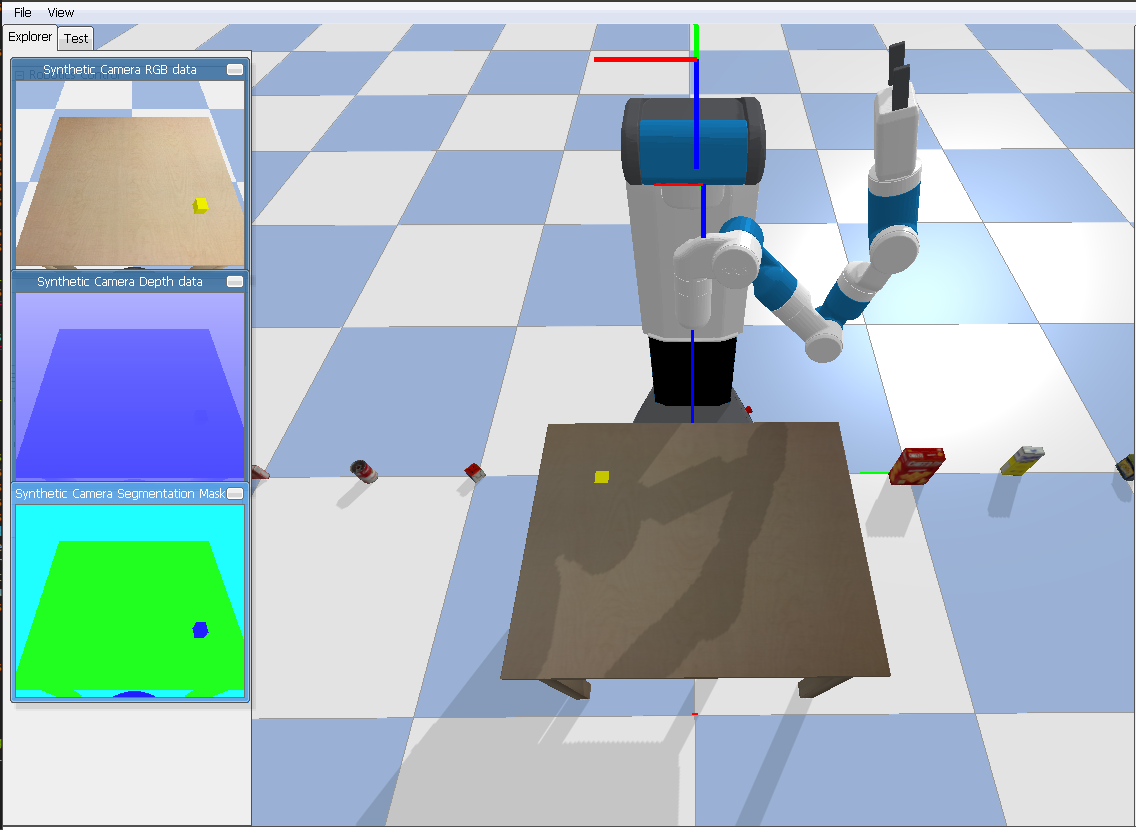 File View
Explorer Test
Synthetic Camera RGB data
Synthetic Camera Depth data
Synthetic Camera Segmentation Mask